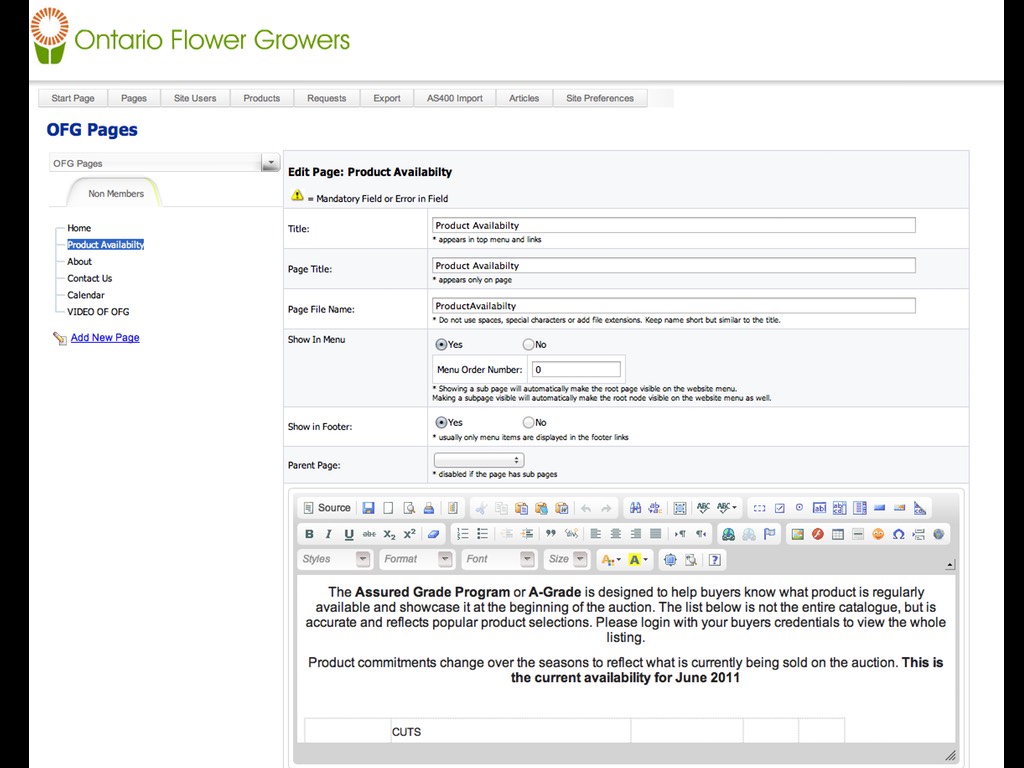 Ontario Flower Growers
Start Page Pages Site Users Products Requests Export AS400 Import Articles Site Preferences
OFG Pages
OFG Pages
Non Members
Home
Product Availabilty
About
Contact Us
Calendar
VIDEO OF OFG
Add New Page
Edit Page: Product Availabilty
= Mandatory Field or Error in Field
Title: Product Availabilty
* appears in top menu and links
Page Title: Product Availabilty
* appears only on page
Page File Name: ProductAvailabilty
* Do not use spaces, special characters or add file extensions. Keep name short but similar to the title.
Show In Menu Yes No
Menu Order Number: 0
* Showing a sub page will automatically make the root page visible on the website menu.
Making a subpage visible will automatically make the root node visible on the website menu as well.
Show in Footer: Yes No
* usually only menu items are displayed in the footer links
Parent Page:
* disabled if the page has sub pages
Source
B I U abc X2 X2
Styles Format Font Size A A
The Assured Grade Program or A-Grade is designed to help buyers know what product is regularly
available and showcase it at the beginning of the auction. The list below is not the entire catalogue, but is
accurate and reflects popular product selections. Please login with your buyers credentials to view the whole
listing.
Product commitments change over the seasons to reflect what is currently being sold on the auction. This is
the current availability for June 2011
CUTS